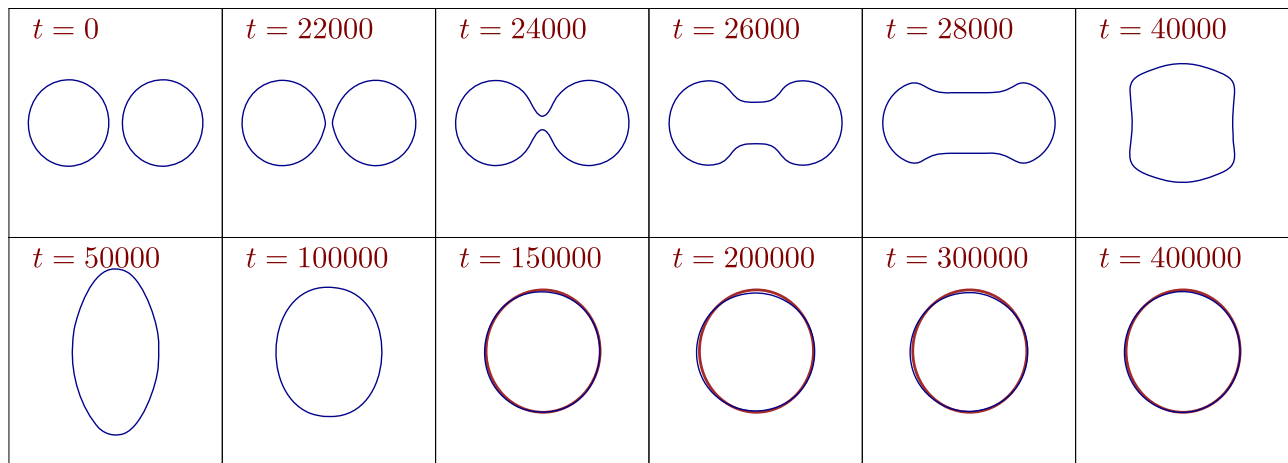 t = 0
t = 22000
t = 24000
t = 26000
t = 28000
t = 40000
t = 50000
t = 100000
t = 150000
t = 200000
t = 300000
t = 400000